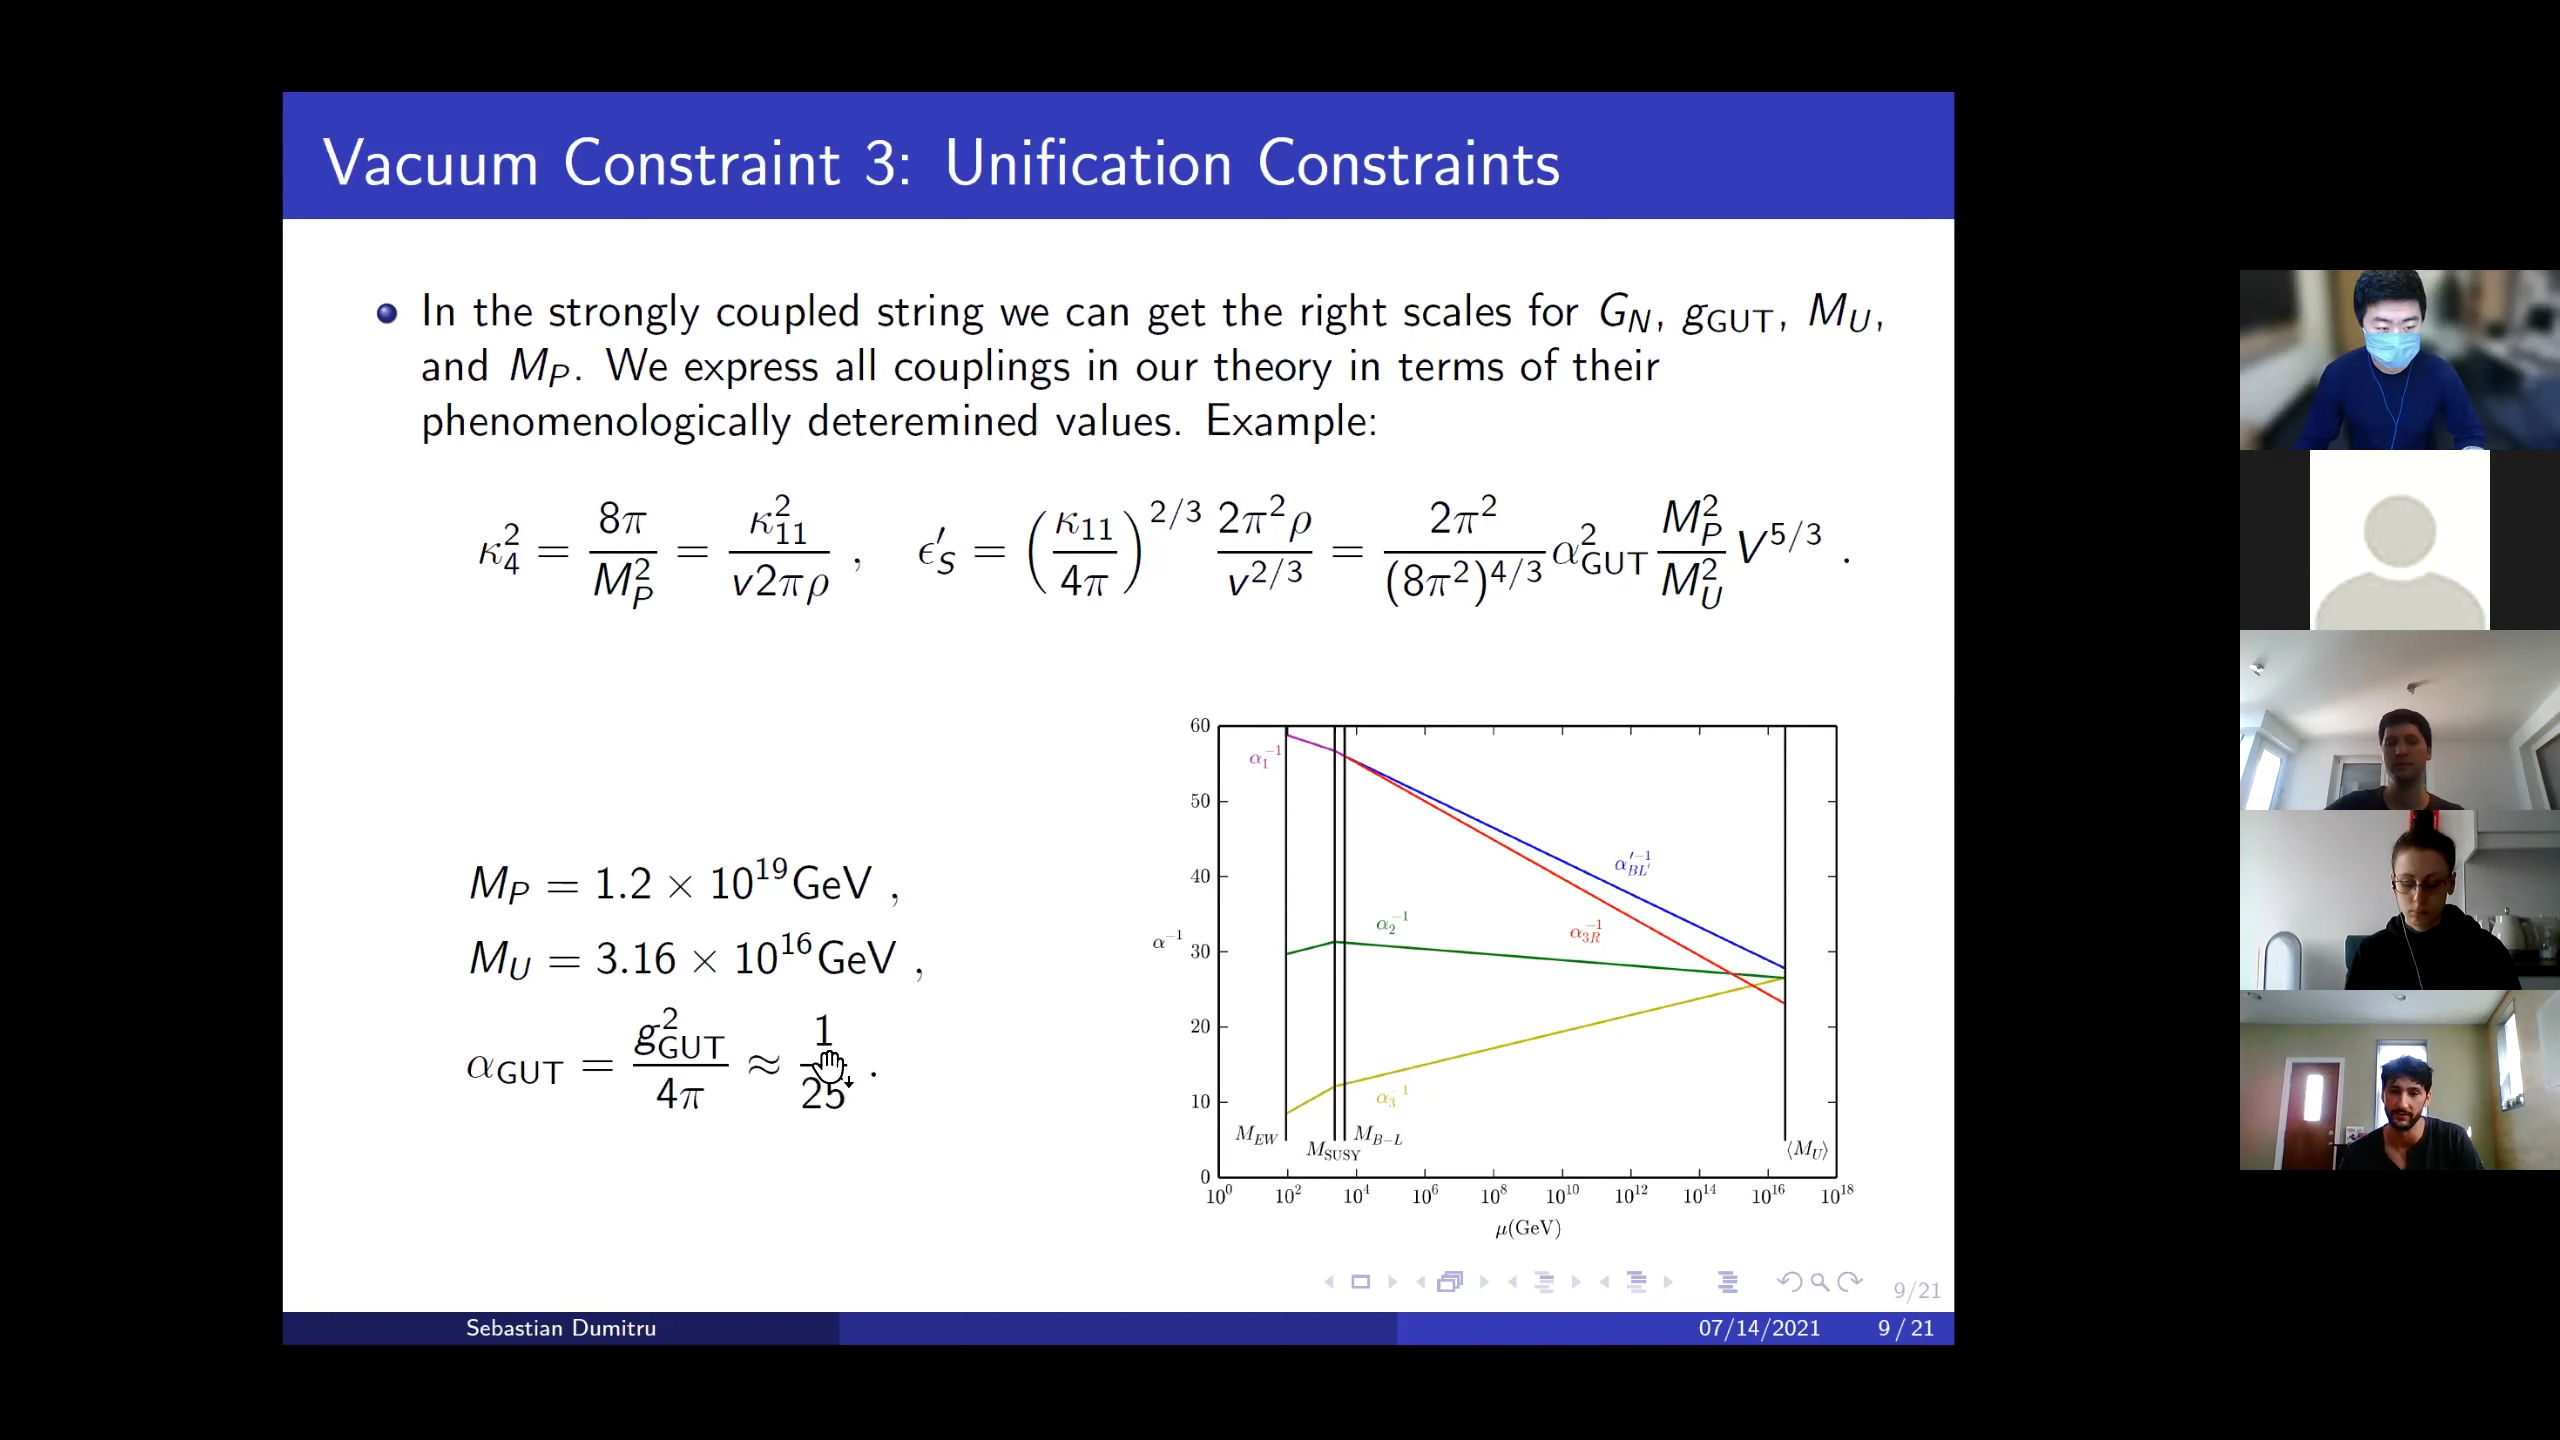 Vacuum Constraint 3: Unification Constraints
In the strongly coupled string we can get the right scales for G_N, g_GUT, M_U,
and M_P. We express all couplings in our theory in terms of their
phenomenologically deteremined values. Example:
κ_4^2 = 8π/M_P^2 = κ_11^2/v2πρ , ϵ′_S = (κ_11/4π)^2/3 2π^2ρ/v^2/3 = 2π^2/(8π^2)^4/3 α_GUT^2 M_P^2/M_U^2 V^5/3 .
M_P = 1.2 × 10^19 GeV ,
M_U = 3.16 × 10^16 GeV ,
α_GUT = g_GUT^2/4π ≈ 1/25 .
60
50
40
30
20
10
0
α^−1
α_1^−1
α′_BL′^−1
α_2^−1
α_3R^−1
α_3^−1
M_EW
M_SUSY
M_B−L
⟨M_U⟩
10^0 10^2 10^4 10^6 10^8 10^10 10^12 10^14 10^16 10^18
μ(GeV)
9/21
Sebastian Dumitru 07/14/2021 9 / 21